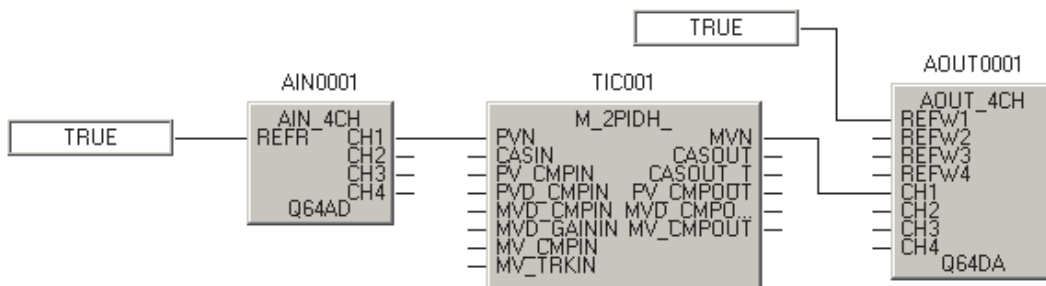 TRUE
AOUT0001
AIN0001
TIC001
AOUT_4CH
REFW1
REFW2
REFW3
REFW4
CH1
CH2
CH3
CH4
Q64DA
TRUE
AIN_4CH
REFR CH1
CH2
CH3
CH4
Q64AD
M_2PIDH_
PVN MVN
CASIN CASOUT
PV_CMPIN CASOUT_T
PVD_CMPIN PV_CMPOUT
MVD_CMPIN MVD_CMPO...
MVD_GAININ MV_CMPOUT
MV_CMPIN
MV_TRKIN